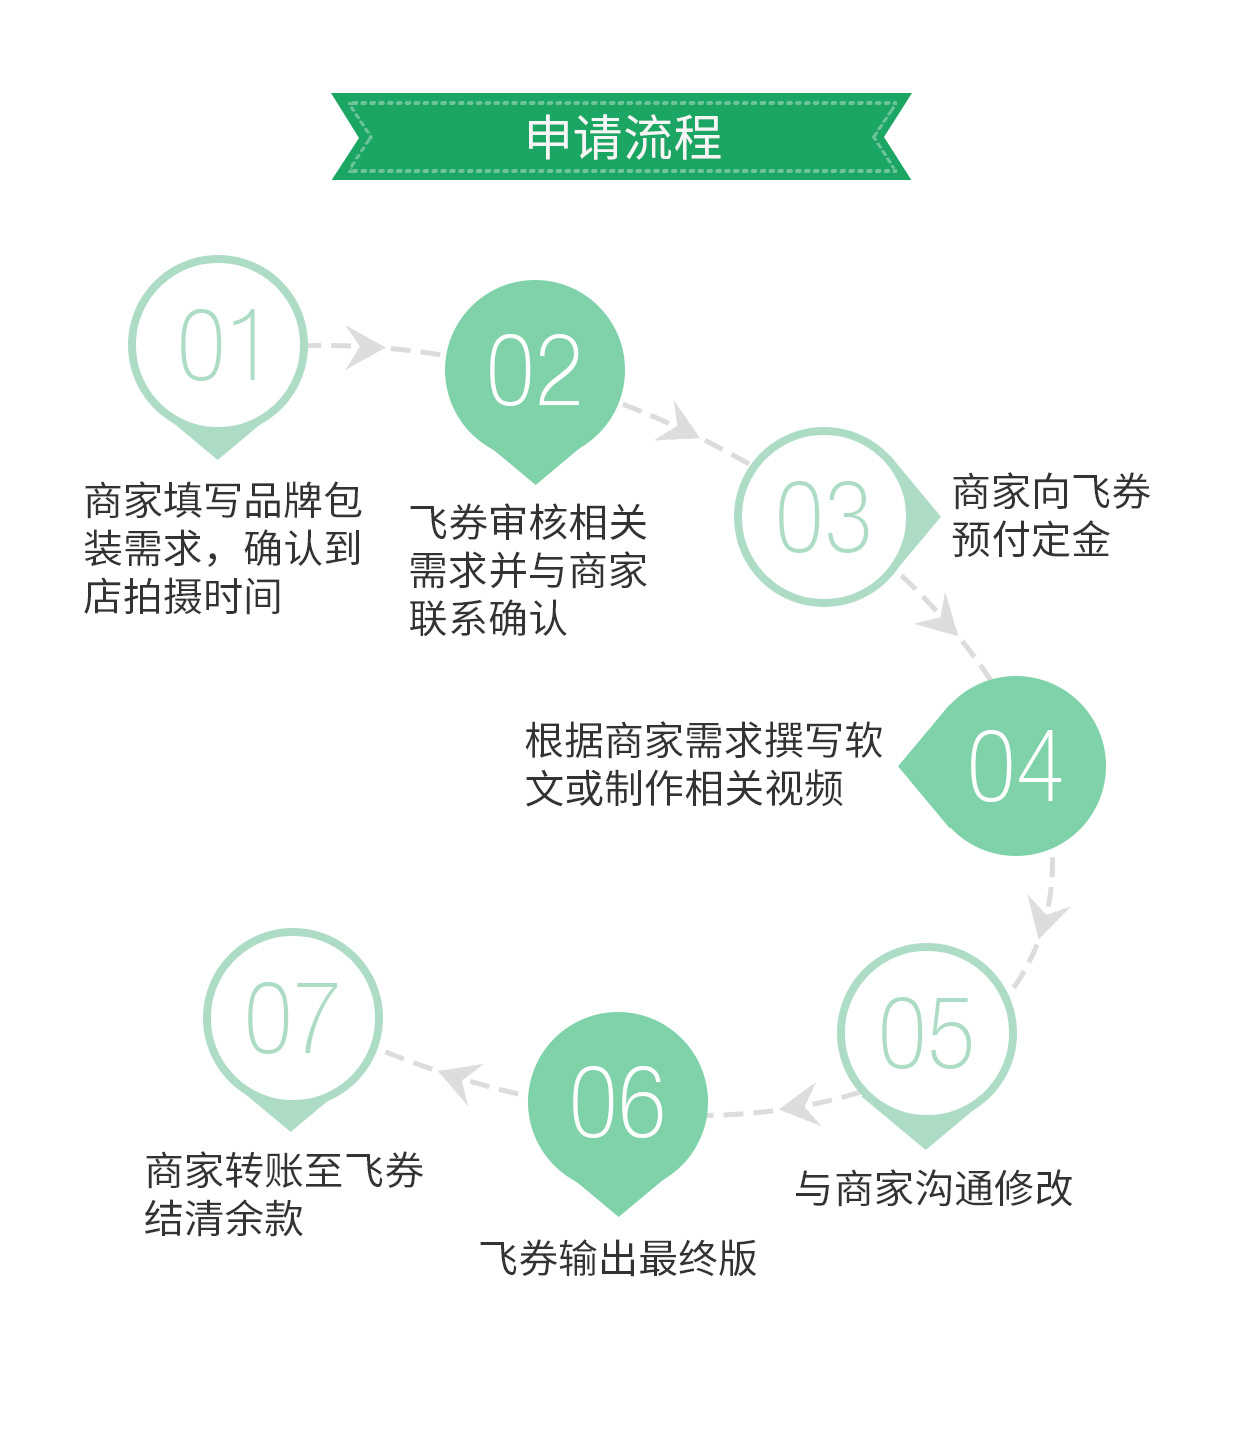 申请流程
01
商家填写品牌包
装需求，确认到
店拍摄时间
02
飞券审核相关
需求并与商家
联系确认
03
商家向飞券
预付定金
04
根据商家需求撰写软
文或制作相关视频
05
与商家沟通修改
06
飞券输出最终版
07
商家转账至飞券
结清余款